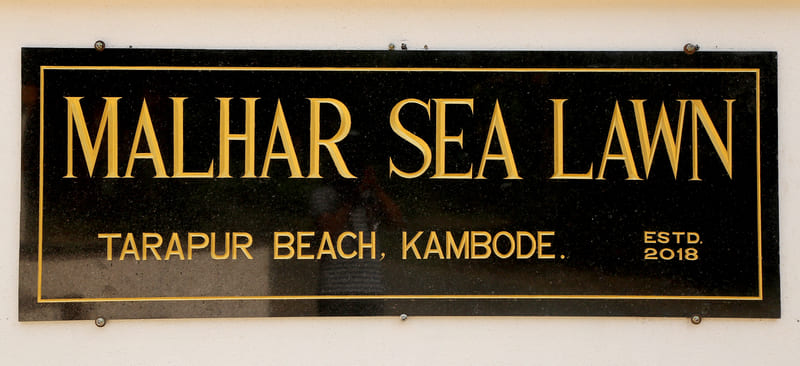 MALHAR SEA LAWN
TARAPUR BEACH, KAMBODE.
ESTD.
2018